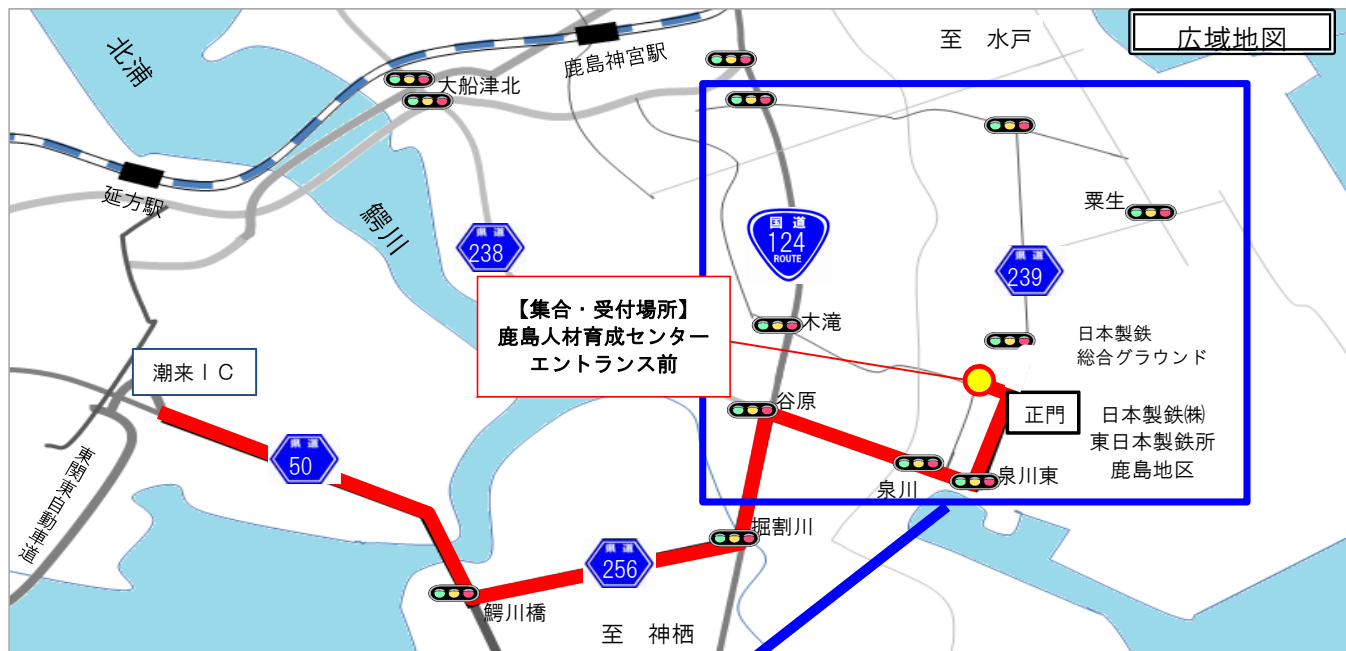 広域地図
至 水戸
北浦
鹿島神宮駅
大船津北
延方駅
鰐川
粟生
県道
238
国道
124
ROUTE
県道
239
【集合・受付場所】
鹿島人材育成センター
エントランス前
木滝
日本製鉄
総合グラウンド
潮来IC
谷原
正門
日本製鉄㈱
東日本製鉄所
鹿島地区
県道
50
泉川
泉川東
東関東自動車道
掘割川
県道
256
鰐川橋
至 神栖